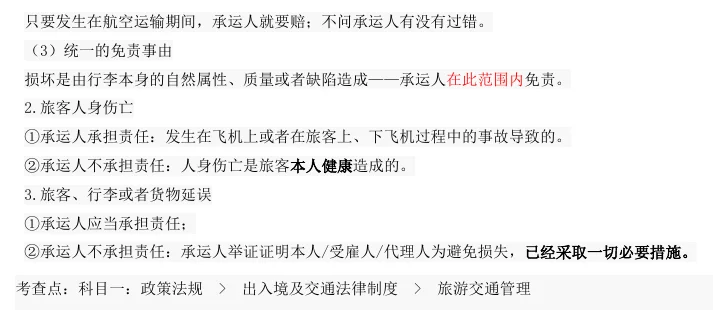 只要发生在航空运输期间，承运人就要赔；不问承运人有没有过错。
（3）统一的免责事由
损坏是由行李本身的自然属性、质量或者缺陷造成——承运人在此范围内免责。
2.旅客人身伤亡
①承运人承担责任：发生在飞机上或者在旅客上、下飞机过程中的事故导致的。
②承运人不承担责任：人身伤亡是旅客本人健康造成的。
3.旅客、行李或者货物延误
①承运人应当承担责任；
②承运人不承担责任：承运人举证证明本人/受雇人/代理人为避免损失，已经采取一切必要措施。
考查点：科目一：政策法规 > 出入境及交通法律制度 > 旅游交通管理